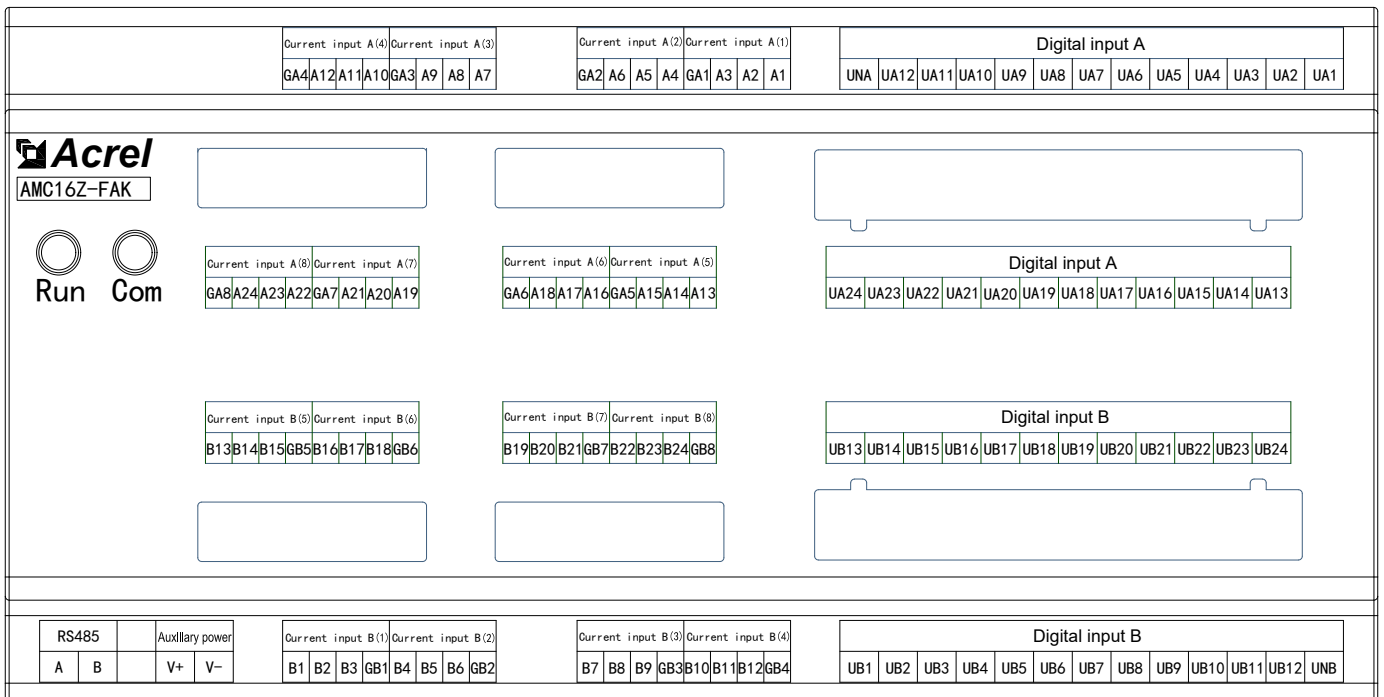 Current input A(4) Current input A(3) Current input A(2) Current input A(1) Digital input A
GA4 A12 A11 A10 GA3 A9 A8 A7 GA2 A6 A5 A4 GA1 A3 A2 A1 UNA UA12 UA11 UA10 UA9 UA8 UA7 UA6 UA5 UA4 UA3 UA2 UA1
Acrel
AMC16Z-FAK
Run Com
Current input A(8) Current input A(7) Current input A(6) Current input A(5) Digital input A
GA8 A24 A23 A22 GA7 A21 A20 A19 GA6 A18 A17 A16 GA5 A15 A14 A13 UA24 UA23 UA22 UA21 UA20 UA19 UA18 UA17 UA16 UA15 UA14 UA13
Current input B(5) Current input B(6) Current input B(7) Current input B(8) Digital input B
B13 B14 B15 GB5 B16 B17 B18 GB6 B19 B20 B21 GB7 B22 B23 B24 GB8 UB13 UB14 UB15 UB16 UB17 UB18 UB19 UB20 UB21 UB22 UB23 UB24
RS485 Auxillary power Current input B(1) Current input B(2) Current input B(3) Current input B(4) Digital input B
A B V+ V- B1 B2 B3 GB1 B4 B5 B6 GB2 B7 B8 B9 GB3 B10 B11 B12 GB4 UB1 UB2 UB3 UB4 UB5 UB6 UB7 UB8 UB9 UB10 UB11 UB12 UNB